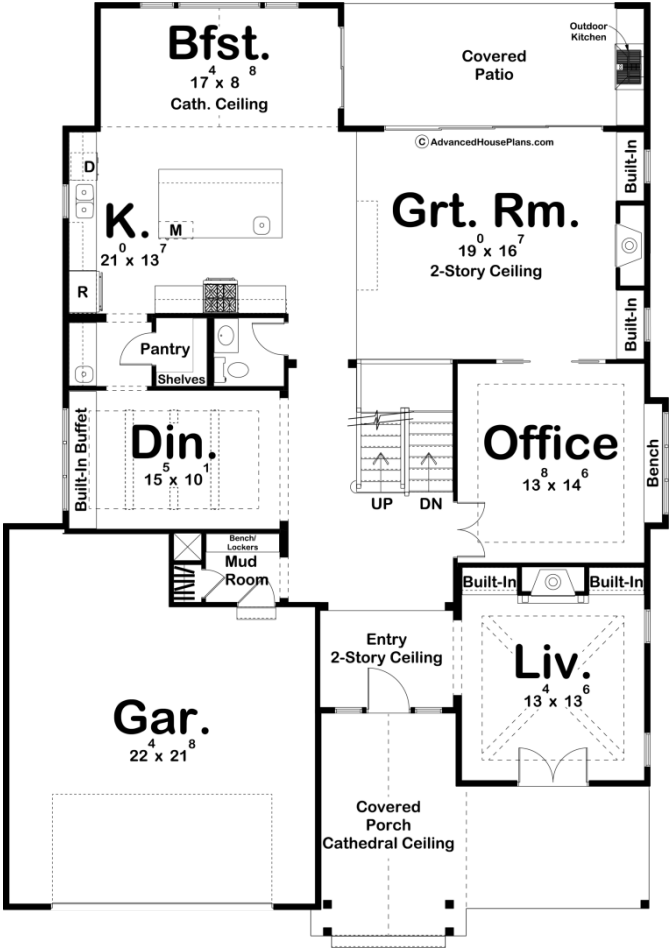 Bfst.
17⁴ x 8⁸
Cath. Ceiling
Covered
Patio
Outdoor
Kitchen
© AdvancedHousePlans.com
D
K.
21⁰ x 13⁷
M
R
Grt. Rm.
19⁰ x 16⁷
2-Story Ceiling
Built-In
Built-In
Pantry
Shelves
Built-In Buffet
Din.
15⁵ x 10¹
UP
DN
Office
13⁸ x 14⁶
Bench
Bench/
Lockers
Mud
Room
Built-In
Built-In
Entry
2-Story Ceiling
Liv.
13⁴ x 13⁶
Gar.
22⁴ x 21⁸
Covered
Porch
Cathedral Ceiling